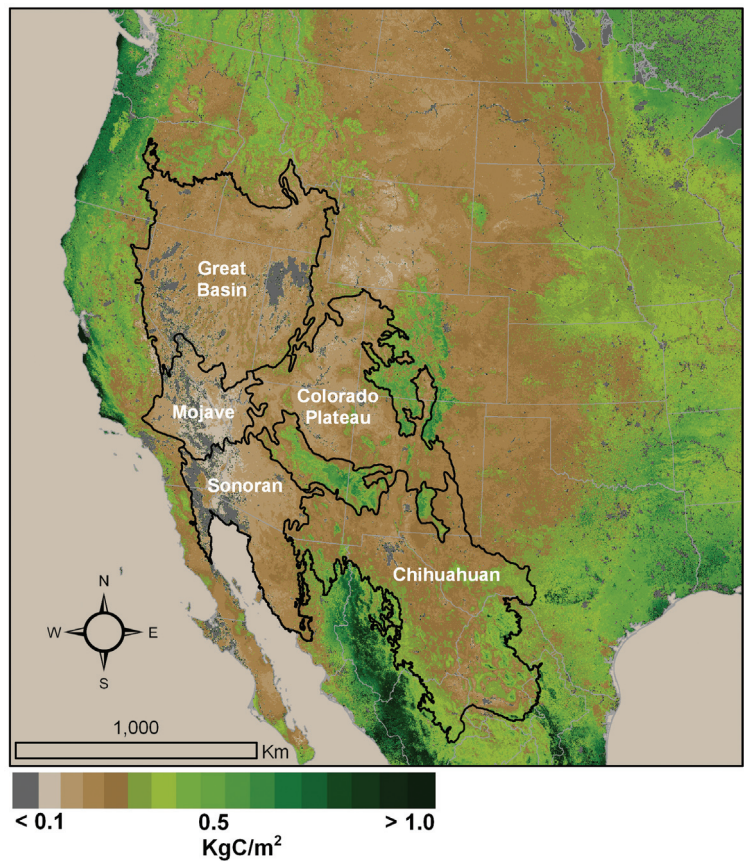 Great
Basin
Colorado
Plateau
Mojave
Sonoran
Chihuahuan
N
W E
S
1,000
Km
< 0.1 0.5 > 1.0
KgC/m²